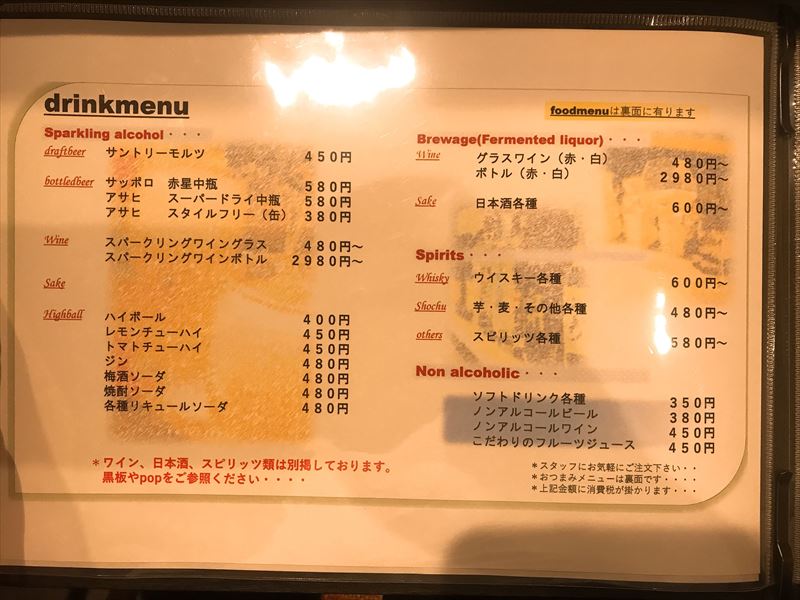 drinkmenu
foodmenuは裏面に有ります
Sparkling alcohol・・・
draftbeer サントリーモルツ 450円
bottledbeer サッポロ 赤星中瓶 580円
アサヒ スーパードライ中瓶 580円
アサヒ スタイルフリー(缶) 380円
Wine スパークリングワイングラス 480円～
スパークリングワインボトル 2980円～
Sake
Highball ハイボール 400円
レモンチューハイ 450円
トマトチューハイ 450円
ジン 480円
梅酒ソーダ 480円
焼酎ソーダ 480円
各種リキュールソーダ 480円
＊ワイン、日本酒、スピリッツ類は別掲しております。
黒板やpopをご参照ください・・・・
Brewage(Fermented liquor)・・・
Wine グラスワイン(赤・白) 480円～
ボトル(赤・白) 2980円～
Sake 日本酒各種 600円～
Spirits・・・
Whisky ウイスキー各種 600円～
Shochu 芋・麦・その他各種 480円～
others スピリッツ各種 580円～
Non alcoholic・・・
ソフトドリンク各種 350円
ノンアルコールビール 380円
ノンアルコールワイン 450円
こだわりのフルーツジュース 450円
＊スタッフにお気軽にご注文下さい・・
＊おつまみメニューは裏面です・・・・
＊上記金額に消費税が掛かります・・・